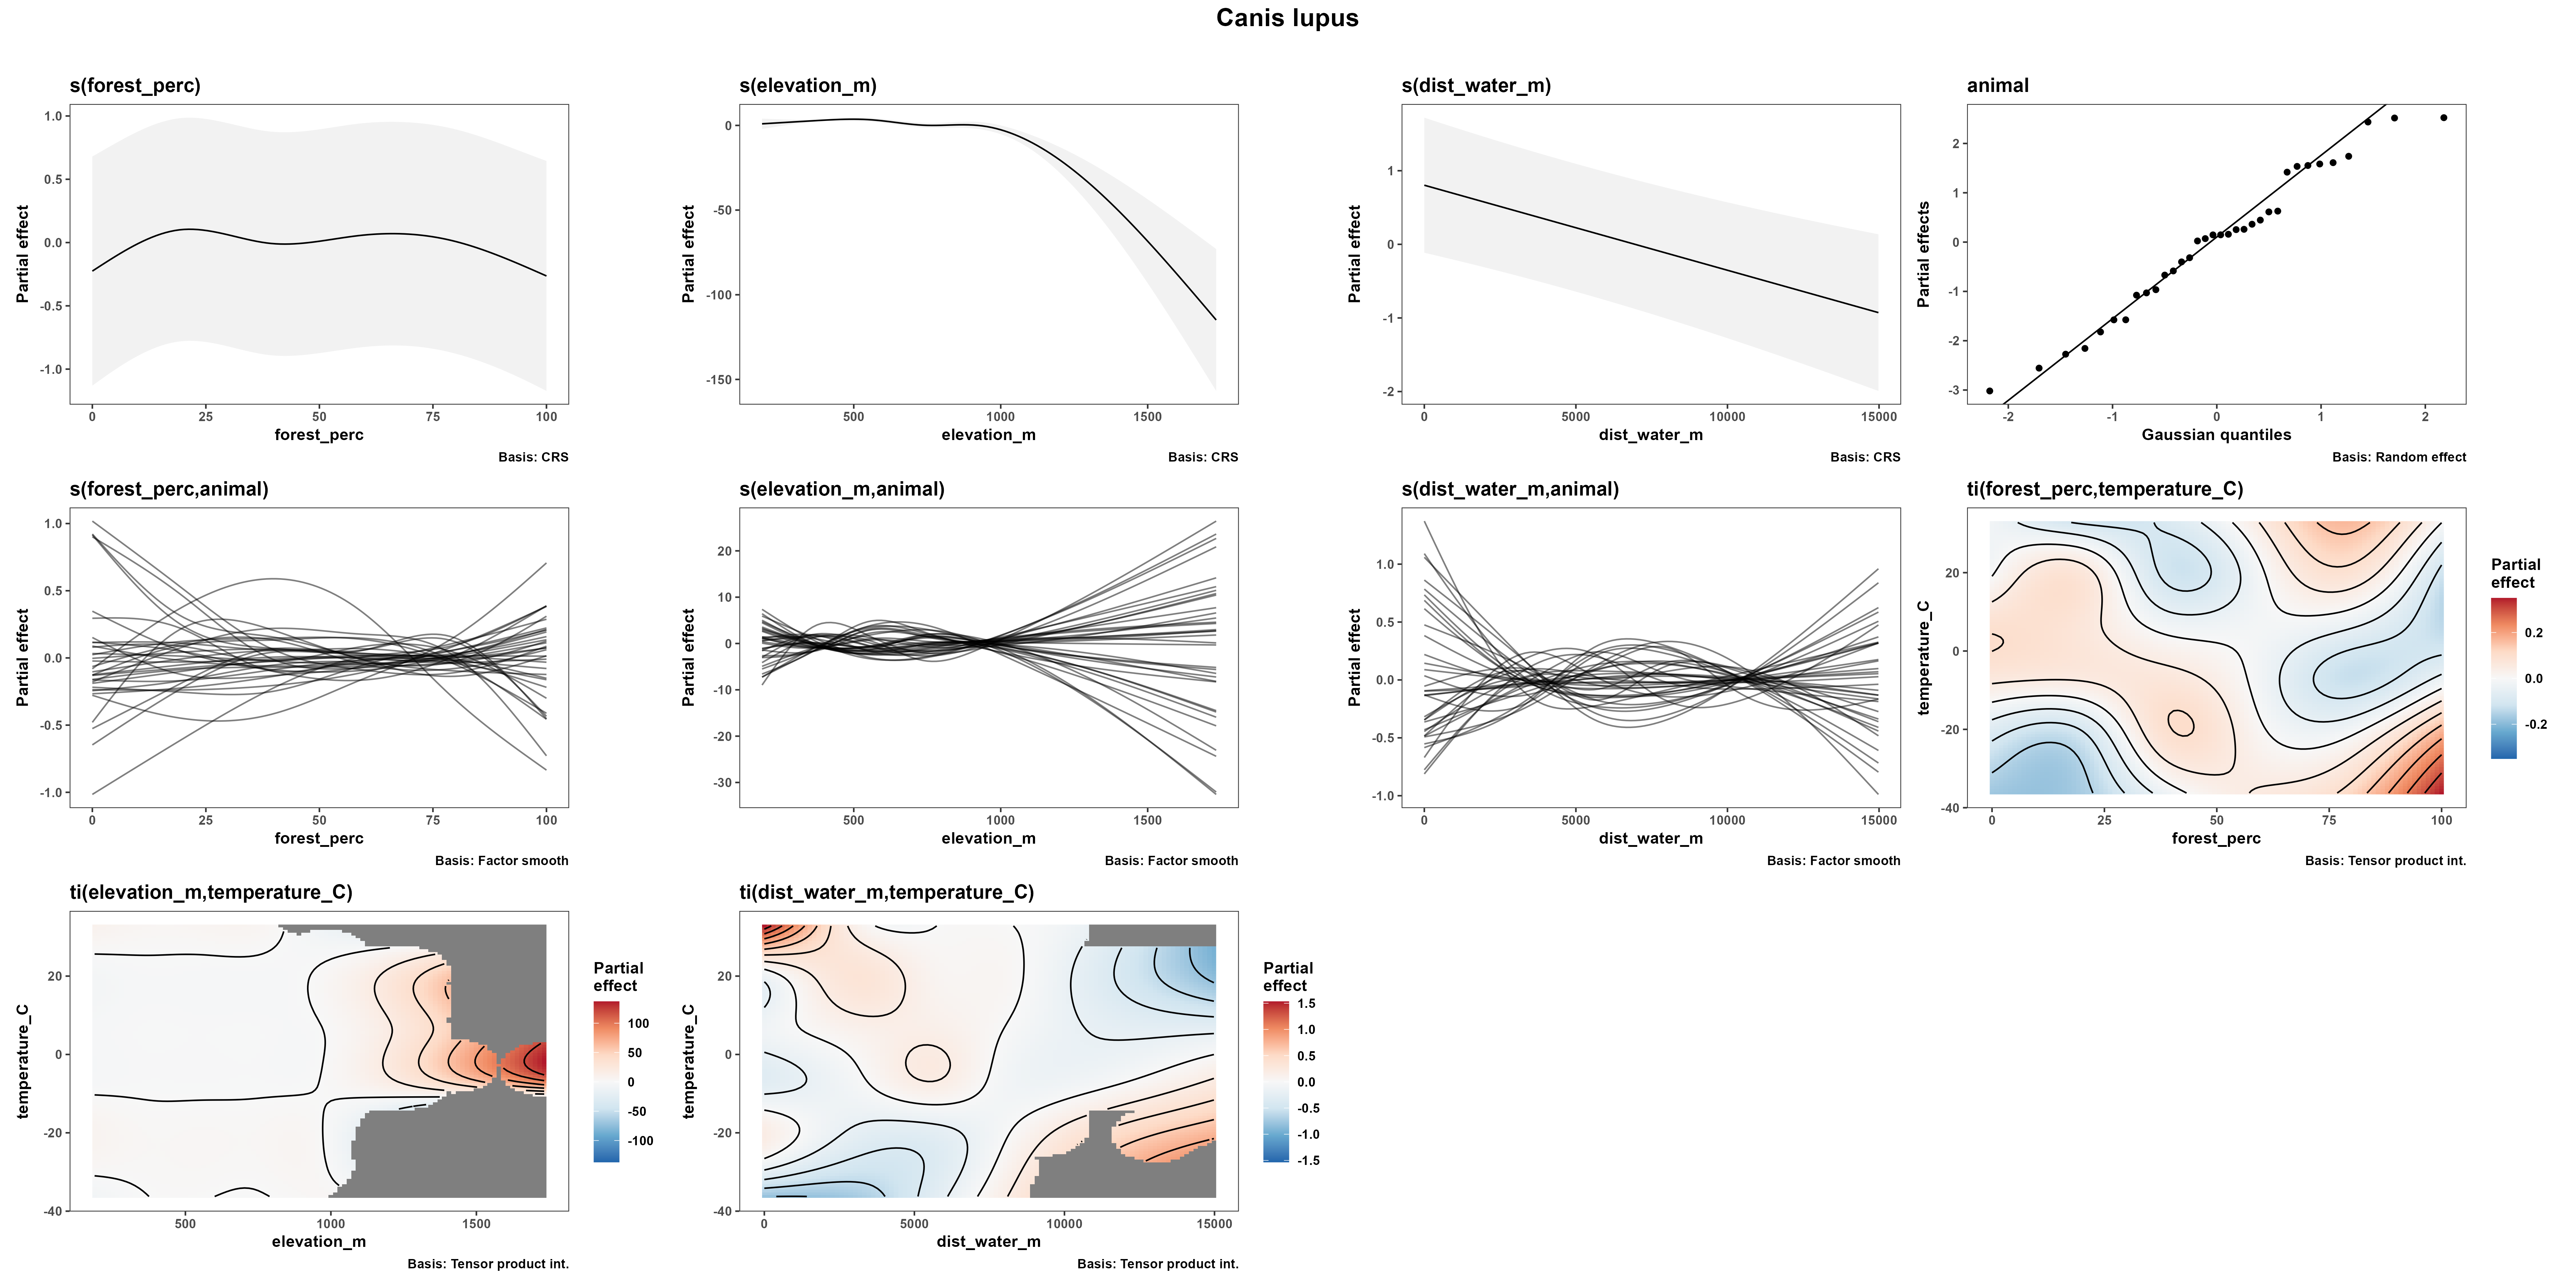 Canis lupus
s(forest_perc)
Partial effect
1.0
0.5
0.0
-0.5
-1.0
0 25 50 75 100
forest_perc
Basis: CRS
s(elevation_m)
Partial effect
0
-50
-100
-150
500 1000 1500
elevation_m
Basis: CRS
s(dist_water_m)
Partial effect
1
0
-1
-2
0 5000 10000 15000
dist_water_m
Basis: CRS
animal
Partial effects
2
1
0
-1
-2
-3
-2 -1 0 1 2
Gaussian quantiles
Basis: Random effect
s(forest_perc,animal)
Partial effect
1.0
0.5
0.0
-0.5
-1.0
0 25 50 75 100
forest_perc
Basis: Factor smooth
s(elevation_m,animal)
Partial effect
20
10
0
-10
-20
-30
500 1000 1500
elevation_m
Basis: Factor smooth
s(dist_water_m,animal)
Partial effect
1.0
0.5
0.0
-0.5
-1.0
0 5000 10000 15000
dist_water_m
Basis: Factor smooth
ti(forest_perc,temperature_C)
temperature_C
20
0
-20
-40
0 25 50 75 100
forest_perc
Basis: Tensor product int.
Partial
effect
0.2
0.0
-0.2
ti(elevation_m,temperature_C)
temperature_C
20
0
-20
-40
500 1000 1500
elevation_m
Basis: Tensor product int.
Partial
effect
100
50
0
-50
-100
ti(dist_water_m,temperature_C)
temperature_C
20
0
-20
-40
0 5000 10000 15000
dist_water_m
Basis: Tensor product int.
Partial
effect
1.5
1.0
0.5
0.0
-0.5
-1.0
-1.5